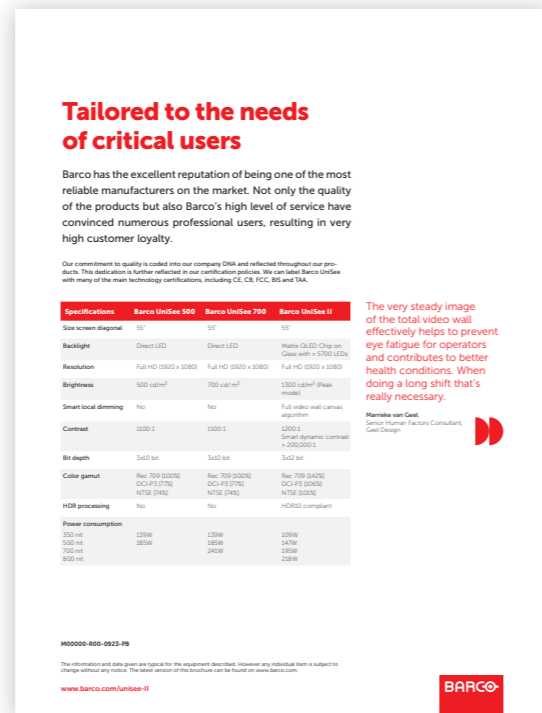 Tailored to the needs
of critical users
Barco has the excellent reputation of being one of the most
reliable manufacturers on the market. Not only the quality
of the products but also Barco's high level of service have
convinced numerous professional users, resulting in very
high customer loyalty.
Our commitment to quality is coded into our company DNA and reflected throughout our pro-
ducts. This dedication is further reflected in our certification policies. We can label Barco UniSee
with many of the main technology certifications, including CE, CB, FCC, BIS and TAA.
Specifications Barco UniSee 500 Barco UniSee 700 Barco UniSee II
Size screen diagonal 55" 55" 55"
Backlight Direct LED Direct LED Matrix QLED Chip on
Glass with > 5700 LEDs
Resolution Full HD (1920 x 1080) Full HD (1920 x 1080) Full HD (1920 x 1080)
Brightness 500 cd/m² 700 cd/ m² 1300 cd/m² (Peak
mode)
Smart local dimming No No Full video wall canvas
algorithm
Contrast 1100:1 1100:1 1200:1
Smart dynamic contrast
> 200,000:1
Bit depth 3x10 bit 3x10 bit 3x12 bit
Color gamut Rec 709 [100%] Rec 709 [100%] Rec 709 [142%]
DCI-P3 [77%] DCI-P3 [77%] DCI-P3 [106%]
NTSE [74%] NTSE [74%] NTSE [101%]
HDR processing No No HDR10 compliant
Power consumption
350 nit 139W 139W 109W
500 nit 185W 185W 147W
700 nit 241W 195W
800 nit 218W
The very steady image
of the total video wall
effectively helps to prevent
eye fatigue for operators
and contributes to better
health conditions. When
doing a long shift that's
really necessary.
Marrieke van Geel
Senior Human Factors Consultant,
Geel Design
M00000-R00-0923-PB
The information and data given are typical for the equipment described. However any individual item is subject to
change without any notice. The latest version of this brochure can be found on www.barco.com.
www.barco.com/unisee-II
BARCO